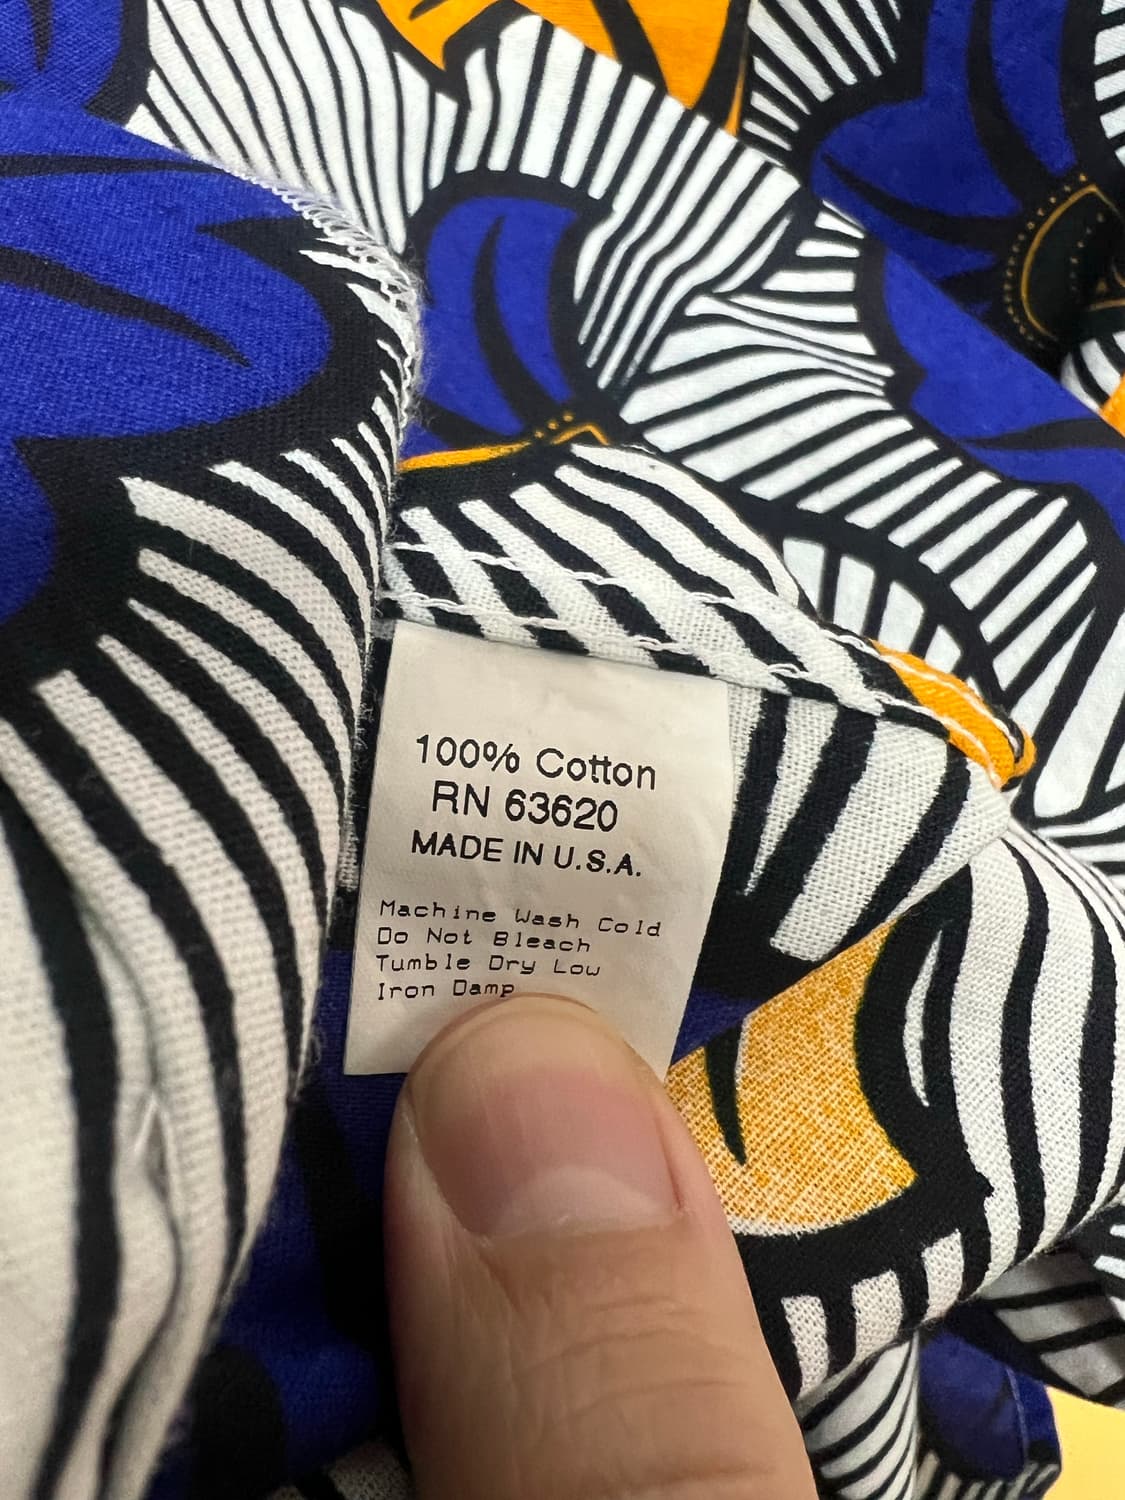 100% Cotton
RN 63620
MADE IN U.S.A.
Machine Wash Cold
Do Not Bleach
Tumble Dry Low
Iron Damp